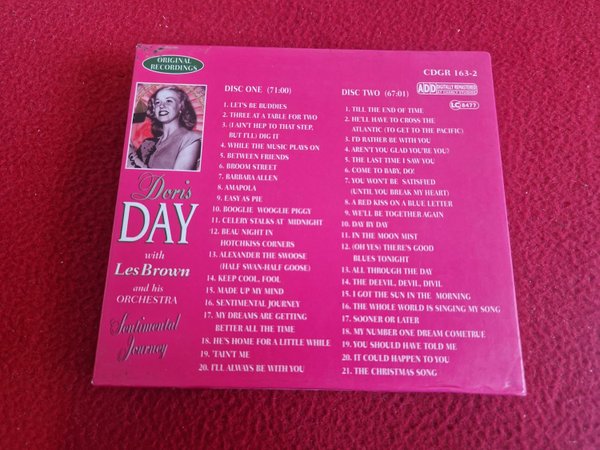 ORIGINAL
RECORDINGS
Doris
DAY
with
Les Brown
and his
ORCHESTRA
Sentimental
Journey
DISC ONE (71:00)
1. LET'S BE BUDDIES
2. THREE AT A TABLE FOR TWO
3. (I AIN'T HEP TO THAT STEP,
BUT I'LL) DIG IT
4. WHILE THE MUSIC PLAYS ON
5. BETWEEN FRIENDS
6. BROOM STREET
7. BARBARA ALLEN
8. AMAPOLA
9. EASY AS PIE
10. BOOGLIE WOOGLIE PIGGY
11. CELERY STALKS AT MIDNIGHT
12. BEAU NIGHT IN
HOTCHKISS CORNERS
13. ALEXANDER THE SWOOSE
(HALF SWAN-HALF GOOSE)
14. KEEP COOL, FOOL
15. MADE UP MY MIND
16. SENTIMENTAL JOURNEY
17. MY DREAMS ARE GETTING
BETTER ALL THE TIME
18. HE'S HOME FOR A LITTLE WHILE
19. 'TAIN'T ME
20. I'LL ALWAYS BE WITH YOU
CDGR 163-2
DISC TWO (67:01)
ADD DIGITALLY REMASTERED
AT CHARLY STUDIOS
LC 8477
1. TILL THE END OF TIME
2. HE'LL HAVE TO CROSS THE
ATLANTIC (TO GET TO THE PACIFIC)
3. I'D RATHER BE WITH YOU
4. AREN'T YOU GLAD YOU'RE YOU?
5. THE LAST TIME I SAW YOU
6. COME TO BABY, DO!
7. YOU WON'T BE SATISFIED
(UNTIL YOU BREAK MY HEART)
8. A RED KISS ON A BLUE LETTER
9. WE'LL BE TOGETHER AGAIN
10. DAY BY DAY
11. IN THE MOON MIST
12. (OH YES) THERE'S GOOD
BLUES TONIGHT
13. ALL THROUGH THE DAY
14. THE DEEVIL, DEVIL, DIVIL
15. I GOT THE SUN IN THE MORNING
16. THE WHOLE WORLD IS SINGING MY SONG
17. SOONER OR LATER
18. MY NUMBER ONE DREAM COMETRUE
19. YOU SHOULD HAVE TOLD ME
20. IT COULD HAPPEN TO YOU
21. THE CHRISTMAS SONG